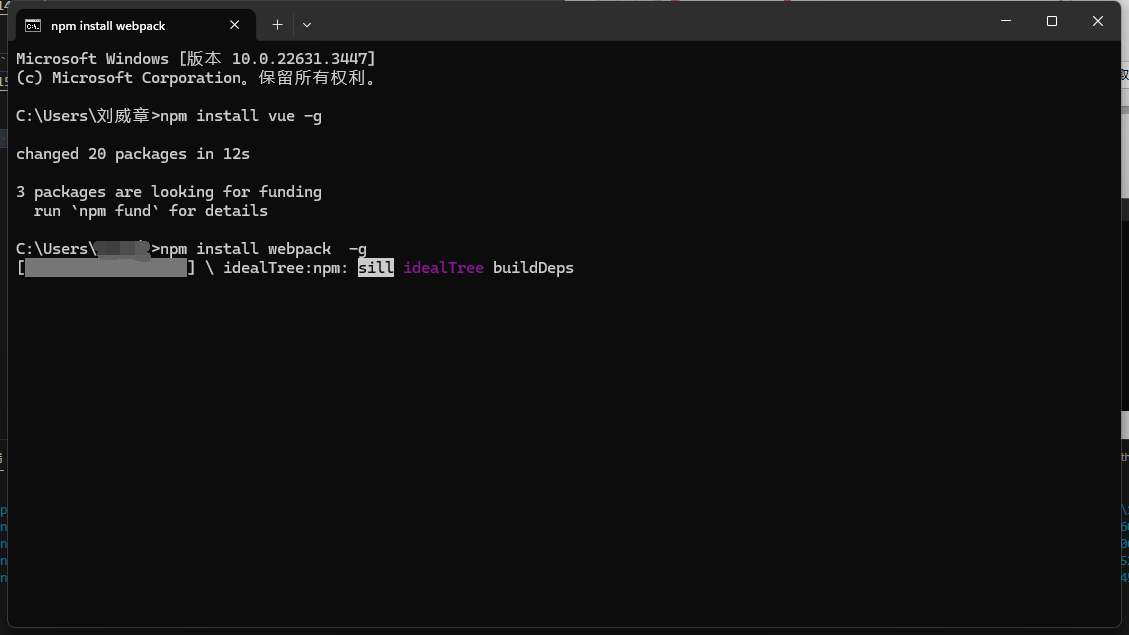 npm install webpack
Microsoft Windows [版本 10.0.22631.3447]
(c) Microsoft Corporation。保留所有权利。
C:\Users\刘威章>npm install vue -g
changed 20 packages in 12s
3 packages are looking for funding
run `npm fund` for details
C:\Users\ >npm install webpack  -g
[ ] \ idealTree:npm: sill idealTree buildDeps